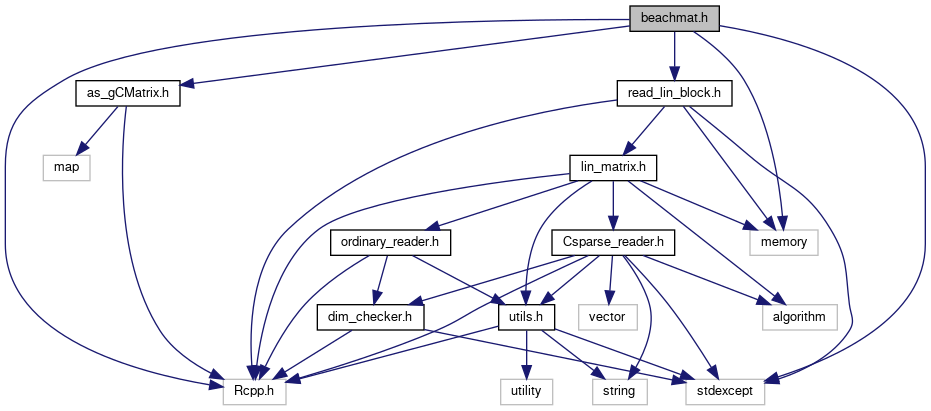 beachmat.h
as_gCMatrix.h
read_lin_block.h
map
lin_matrix.h
ordinary_reader.h
Csparse_reader.h
memory
dim_checker.h
utils.h
vector
algorithm
Rcpp.h
utility
string
stdexcept